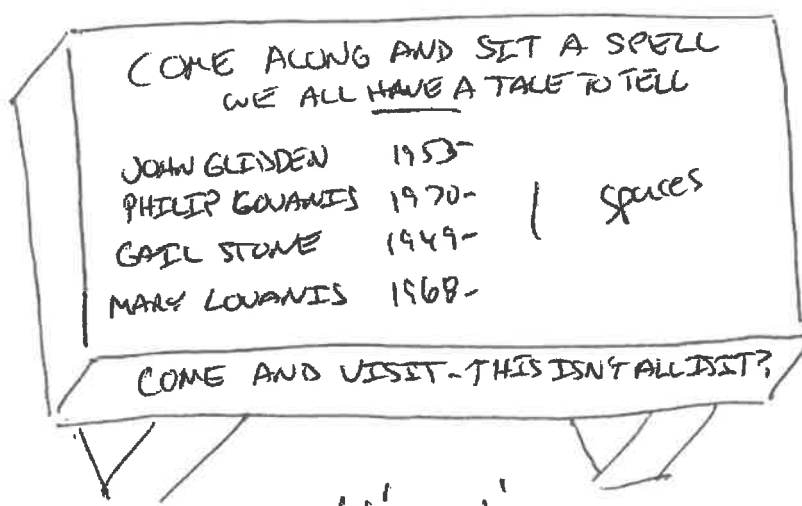 COME ALONG AND SIT A SPELL
WE ALL HAVE A TALE TO TELL
JOHN GLIDDEN 1953-
PHILIP GOVANIS 1970-
spaces
GAIL STONE 1949-
MARY LOVANIS 1968-
COME AND VISIT-THIS ISN'T ALL IS IT?